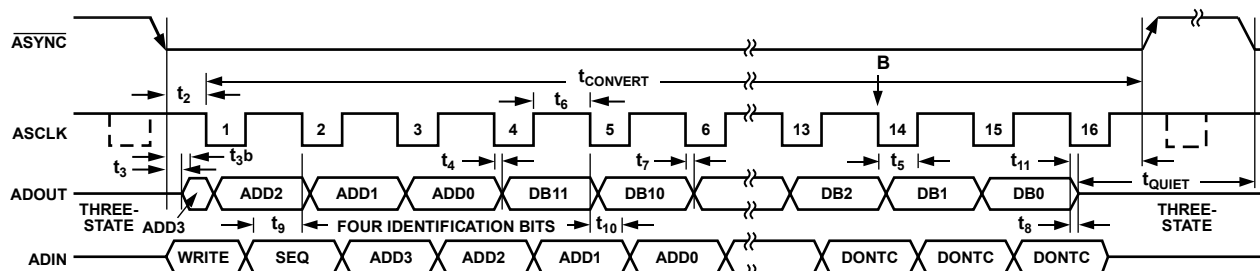 ASYNC
B
tCONVERT
t2
t6
ASCLK
1 2 3 4 5 6 13 14 15 16
t3 t3b t4 t7 t5 t11
tQUIET
ADOUT
ADD2 ADD1 ADD0 DB11 DB10 DB2 DB1 DB0
THREE-STATE
ADD3
t9
FOUR IDENTIFICATION BITS
t10
t8
THREE-STATE
ADIN
WRITE SEQ ADD3 ADD2 ADD1 ADD0 DONTC DONTC DONTC